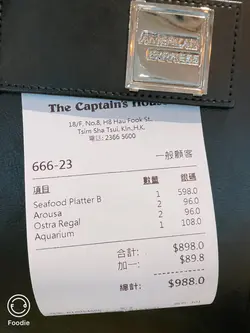 AMERICAN
EXPRESS
The Captain's House
18/F, No.8, H8 Hau Fook St.
Tsim Sha Tsui, Kln,H.K.
電話: 2366 5600
666-23 一般顧客
項目 數量 銀碼
Seafood Platter B 1 598.0
Arousa 2 96.0
Ostra Regal 2 96.0
Aquarium 1 108.0
合計: $898.0
加一: $89.8
總計: $988.0
Foodie